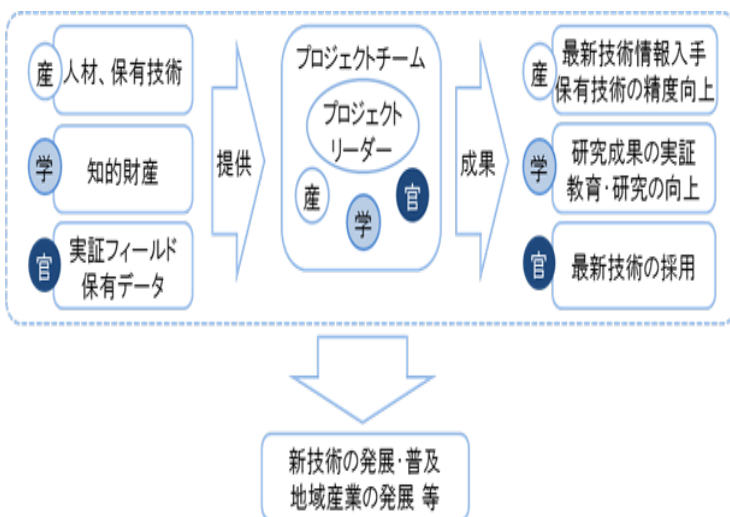 産
人材、保有技術
学
知的財産
官
実証フィールド
保有データ
提供
プロジェクトチーム
プロジェクト
リーダー
産
学
官
成果
産
最新技術情報入手
保有技術の精度向上
学
研究成果の実証
教育・研究の向上
官
最新技術の採用
新技術の発展・普及
地域産業の発展 等